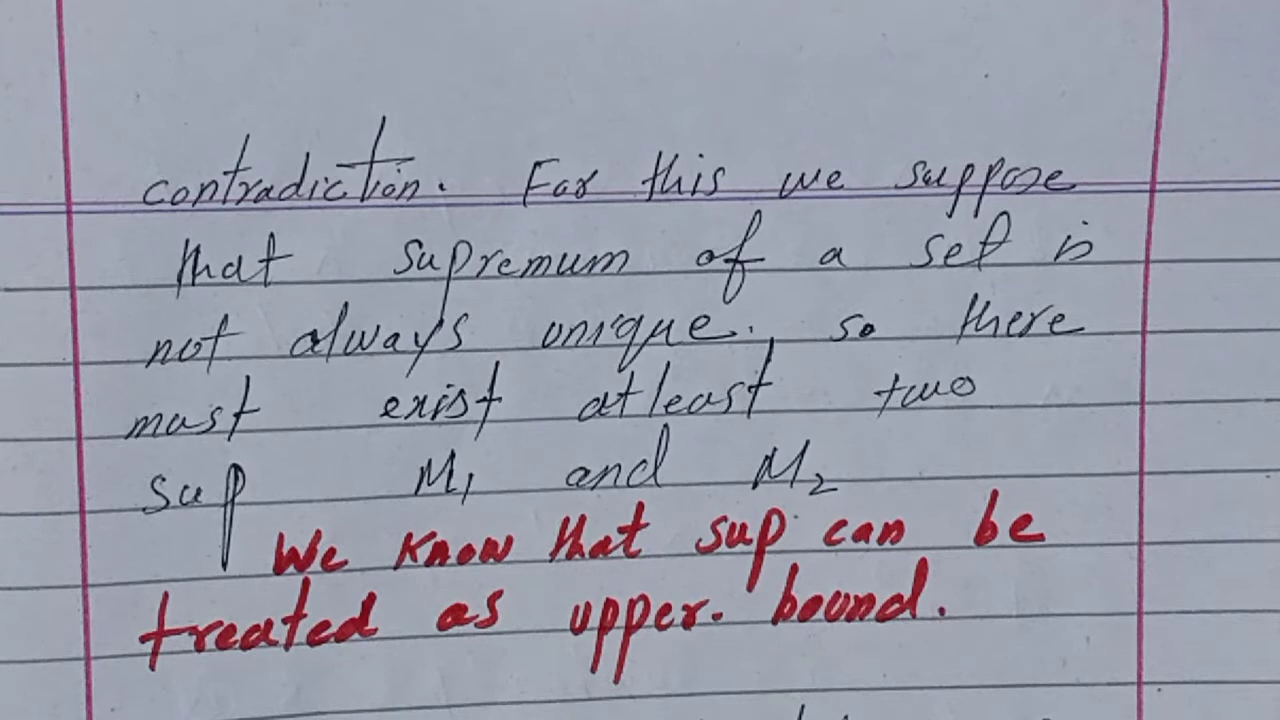 contradiction. For this we suppose
that supremum of a set is
not always unique., so there
must exist atleast two
sup M₁ and M₂
We know that sup can be
treated as upper. bound.